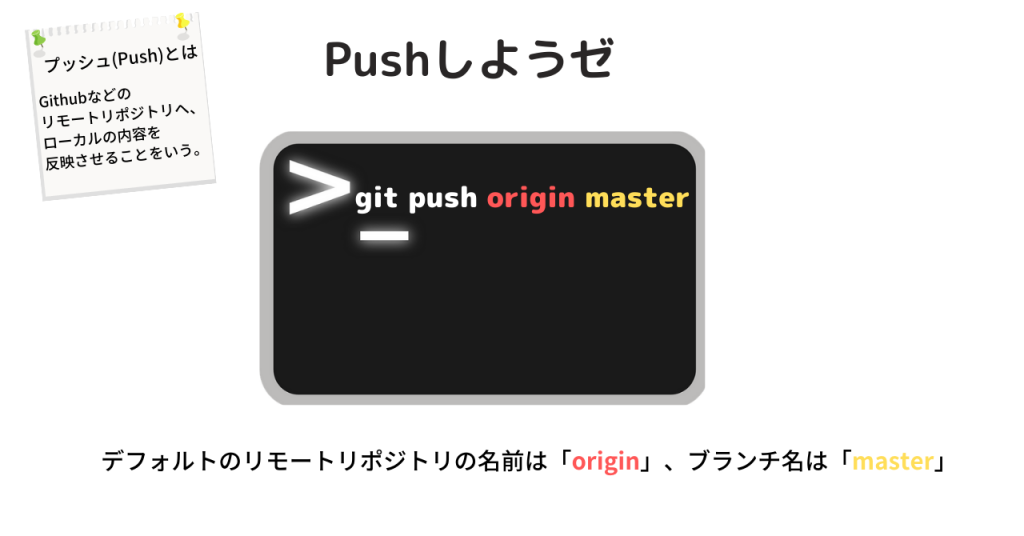 プッシュ(Push)とは
Githubなどの
リモートリポジトリへ、
ローカルの内容を
反映させることをいう。
Pushしようゼ
>git push origin master
デフォルトのリモートリポジトリの名前は「origin」、ブランチ名は「master」